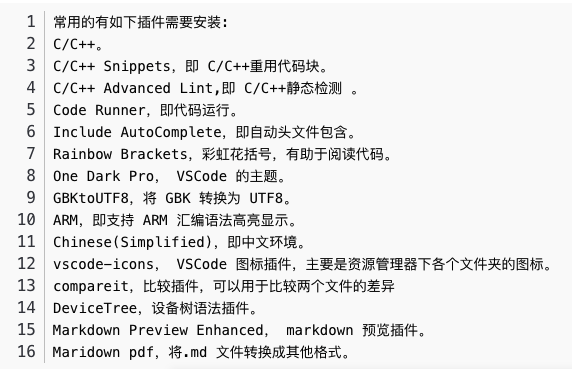 1 常用的有如下插件需要安装:
2 C/C++。
3 C/C++ Snippets，即 C/C++重用代码块。
4 C/C++ Advanced Lint,即 C/C++静态检测 。
5 Code Runner，即代码运行。
6 Include AutoComplete，即自动头文件包含。
7 Rainbow Brackets，彩虹花括号，有助于阅读代码。
8 One Dark Pro， VSCode 的主题。
9 GBKtoUTF8，将 GBK 转换为 UTF8。
10 ARM，即支持 ARM 汇编语法高亮显示。
11 Chinese(Simplified)，即中文环境。
12 vscode-icons， VSCode 图标插件，主要是资源管理器下各个文件夹的图标。
13 compareit，比较插件，可以用于比较两个文件的差异
14 DeviceTree，设备树语法插件。
15 Markdown Preview Enhanced， markdown 预览插件。
16 Maridown pdf，将.md 文件转换成其他格式。